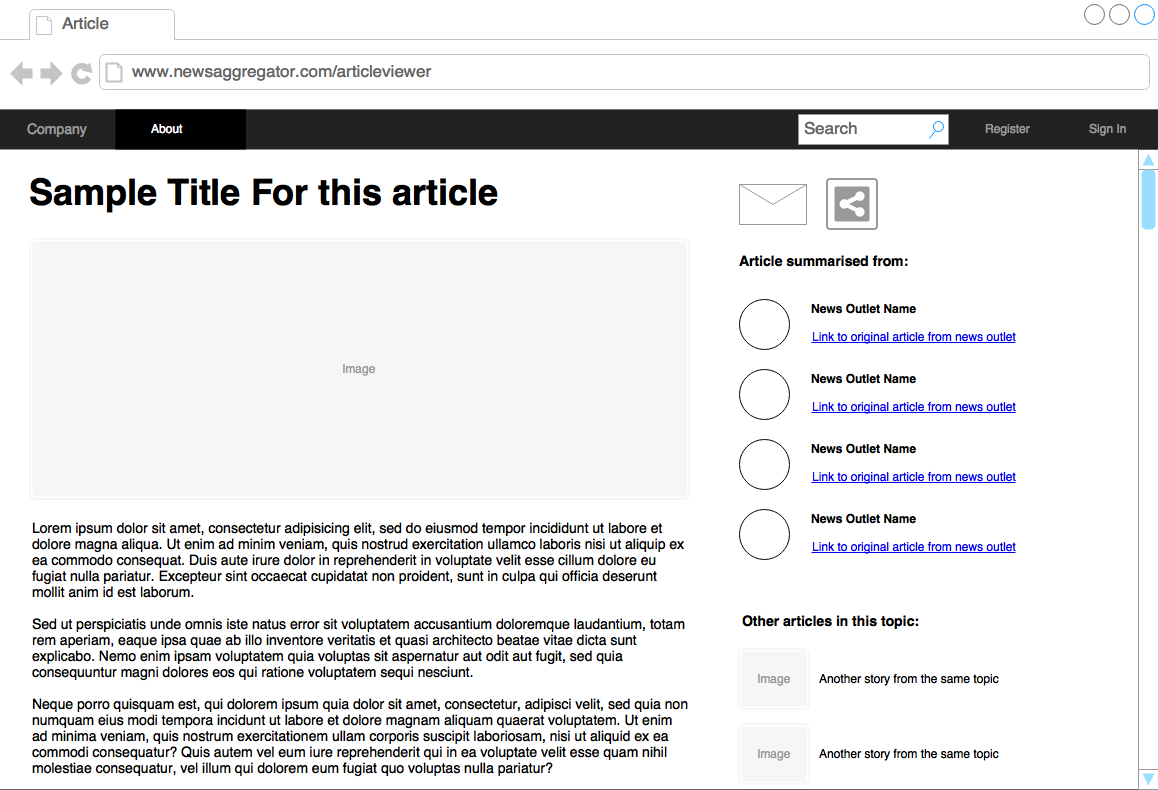 Article
www.newsaggregator.com/articleviewer
Company
About
Search
Register
Sign In
Sample Title For this article
Image
Lorem ipsum dolor sit amet, consectetur adipisicing elit, sed do eiusmod tempor incididunt ut labore et
dolore magna aliqua. Ut enim ad minim veniam, quis nostrud exercitation ullamco laboris nisi ut aliquip ex
ea commodo consequat. Duis aute irure dolor in reprehenderit in voluptate velit esse cillum dolore eu
fugiat nulla pariatur. Excepteur sint occaecat cupidatat non proident, sunt in culpa qui officia deserunt
mollit anim id est laborum.
Sed ut perspiciatis unde omnis iste natus error sit voluptatem accusantium doloremque laudantium, totam
rem aperiam, eaque ipsa quae ab illo inventore veritatis et quasi architecto beatae vitae dicta sunt
explicabo. Nemo enim ipsam voluptatem quia voluptas sit aspernatur aut odit aut fugit, sed quia
consequuntur magni dolores eos qui ratione voluptatem sequi nesciunt.
Neque porro quisquam est, qui dolorem ipsum quia dolor sit amet, consectetur, adipisci velit, sed quia non
numquam eius modi tempora incidunt ut labore et dolore magnam aliquam quaerat voluptatem. Ut enim
ad minima veniam, quis nostrum exercitationem ullam corporis suscipit laboriosam, nisi ut aliquid ex ea
commodi consequatur? Quis autem vel eum iure reprehenderit qui in ea voluptate velit esse quam nihil
molestiae consequatur, vel illum qui dolorem eum fugiat quo voluptas nulla pariatur?
Article summarised from:
News Outlet Name
Link to original article from news outlet
News Outlet Name
Link to original article from news outlet
News Outlet Name
Link to original article from news outlet
News Outlet Name
Link to original article from news outlet
Other articles in this topic:
Image
Another story from the same topic
Image
Another story from the same topic